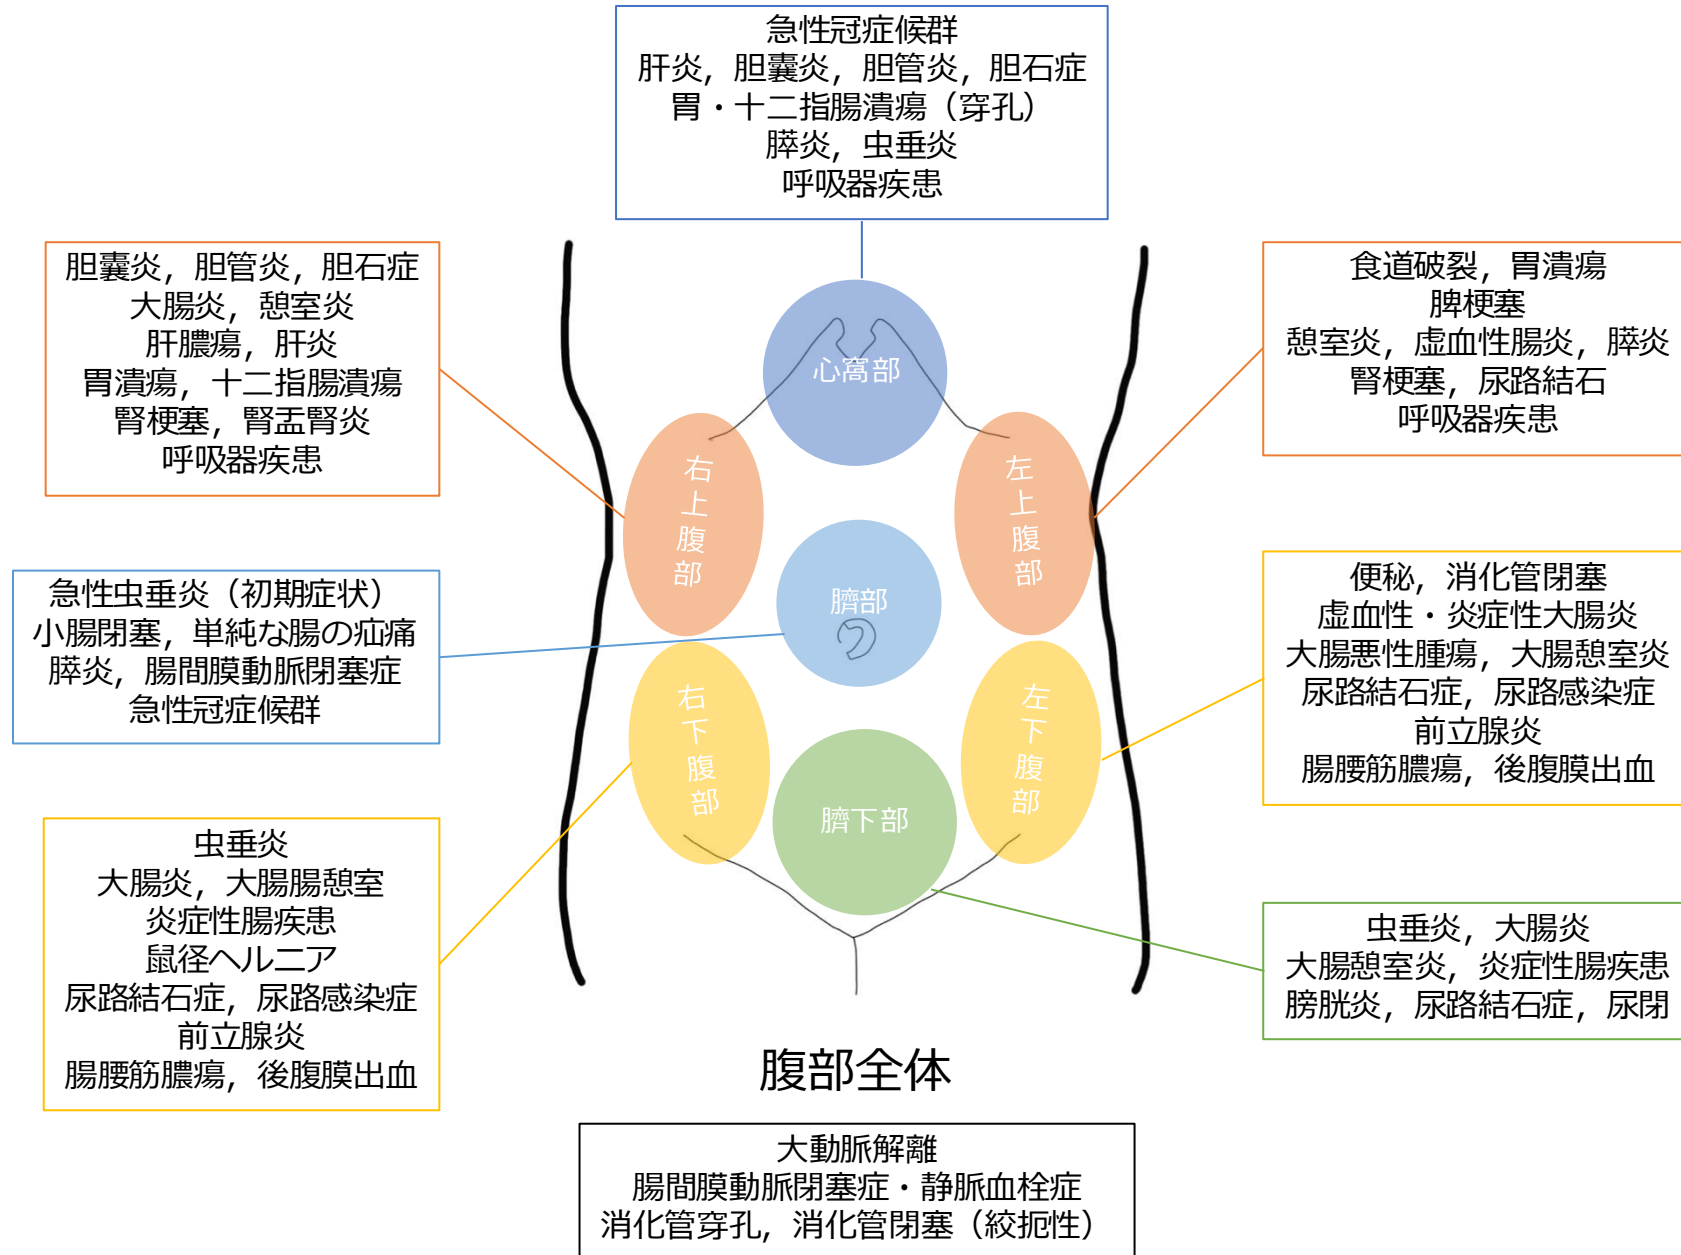 急性冠症候群
肝炎，胆嚢炎，胆管炎，胆石症
胃・十二指腸潰瘍（穿孔）
膵炎，虫垂炎
呼吸器疾患
胆嚢炎，胆管炎，胆石症
大腸炎，憩室炎
肝膿瘍，肝炎
胃潰瘍，十二指腸潰瘍
腎梗塞，腎盂腎炎
呼吸器疾患
食道破裂，胃潰瘍
脾梗塞
憩室炎，虚血性腸炎，膵炎
腎梗塞，尿路結石
呼吸器疾患
心窩部
右上腹部
左上腹部
臍部
右下腹部
左下腹部
臍下部
急性虫垂炎（初期症状）
小腸閉塞，単純な腸の疝痛
膵炎，腸間膜動脈閉塞症
急性冠症候群
便秘，消化管閉塞
虚血性・炎症性大腸炎
大腸悪性腫瘍，大腸憩室炎
尿路結石症，尿路感染症
前立腺炎
腸腰筋膿瘍，後腹膜出血
虫垂炎
大腸炎，大腸腸憩室
炎症性腸疾患
鼠径ヘルニア
尿路結石症，尿路感染症
前立腺炎
腸腰筋膿瘍，後腹膜出血
虫垂炎，大腸炎
大腸憩室炎，炎症性腸疾患
膀胱炎，尿路結石症，尿閉
腹部全体
大動脈解離
腸間膜動脈閉塞症・静脈血栓症
消化管穿孔，消化管閉塞（絞扼性）